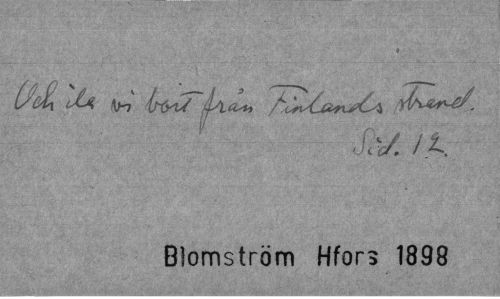 Och ila vi bort från Finlands strand.
Sid. 12.
Blomström Hfors 1898